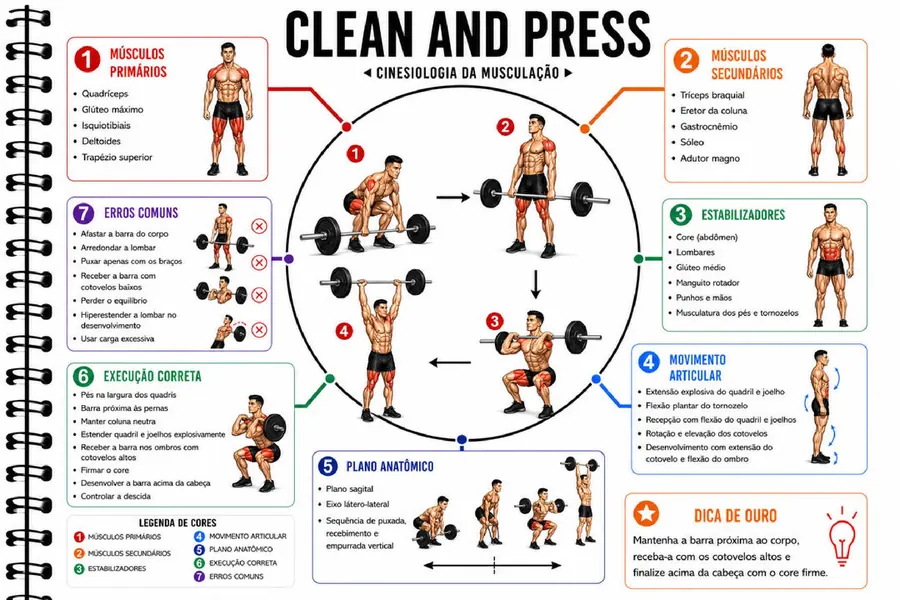 CLEAN AND PRESS
CINESIOLOGIA DA MUSCULAÇÃO
1 MÚSCULOS
PRIMÁRIOS
• Quadríceps
• Glúteo máximo
• Isquiotibiais
• Deltoides
• Trapézio superior
2 MÚSCULOS
SECUNDÁRIOS
• Tríceps braquial
• Eretor da coluna
• Gastrocnêmio
• Sóleo
• Adutor magno
1
2
3
4
7 ERROS COMUNS
• Afastar a barra do corpo
• Arredondar a lombar
• Puxar apenas com os braços
• Receber a barra com
cotovelos baixos
• Perder o equilíbrio
• Hiperestender a lombar no
desenvolvimento
• Usar carga excessiva
3 ESTABILIZADORES
• Core (abdômen)
• Lombares
• Glúteo médio
• Manguito rotador
• Punhos e mãos
• Musculatura dos pés e tornozelos
6 EXECUÇÃO CORRETA
• Pés na largura dos quadris
• Barra próxima às pernas
• Manter coluna neutra
• Estender quadril e joelhos explosivamente
• Receber a barra nos ombros com
cotovelos altos
• Firmar o core
• Desenvolver a barra acima da cabeça
• Controlar a descida
4 MOVIMENTO
ARTICULAR
• Extensão explosiva do quadril e joelho
• Flexão plantar do tornozelo
• Recepção com flexão do quadril e joelhos
• Rotação e elevação dos cotovelos
• Desenvolvimento com extensão do
cotovelo e flexão do ombro
5 PLANO ANATÔMICO
• Plano sagital
• Eixo látero-lateral
• Sequência de puxada,
recebimento e
empurrada vertical
LEGENDA DE CORES
1 MÚSCULOS PRIMÁRIOS
2 MÚSCULOS SECUNDÁRIOS
3 ESTABILIZADORES
4 MOVIMENTO ARTICULAR
5 PLANO ANATÔMICO
6 EXECUÇÃO CORRETA
7 ERROS COMUNS
DICA DE OURO
Mantenha a barra próxima ao corpo,
receba-a com os cotovelos altos e
finalize acima da cabeça com o core firme.